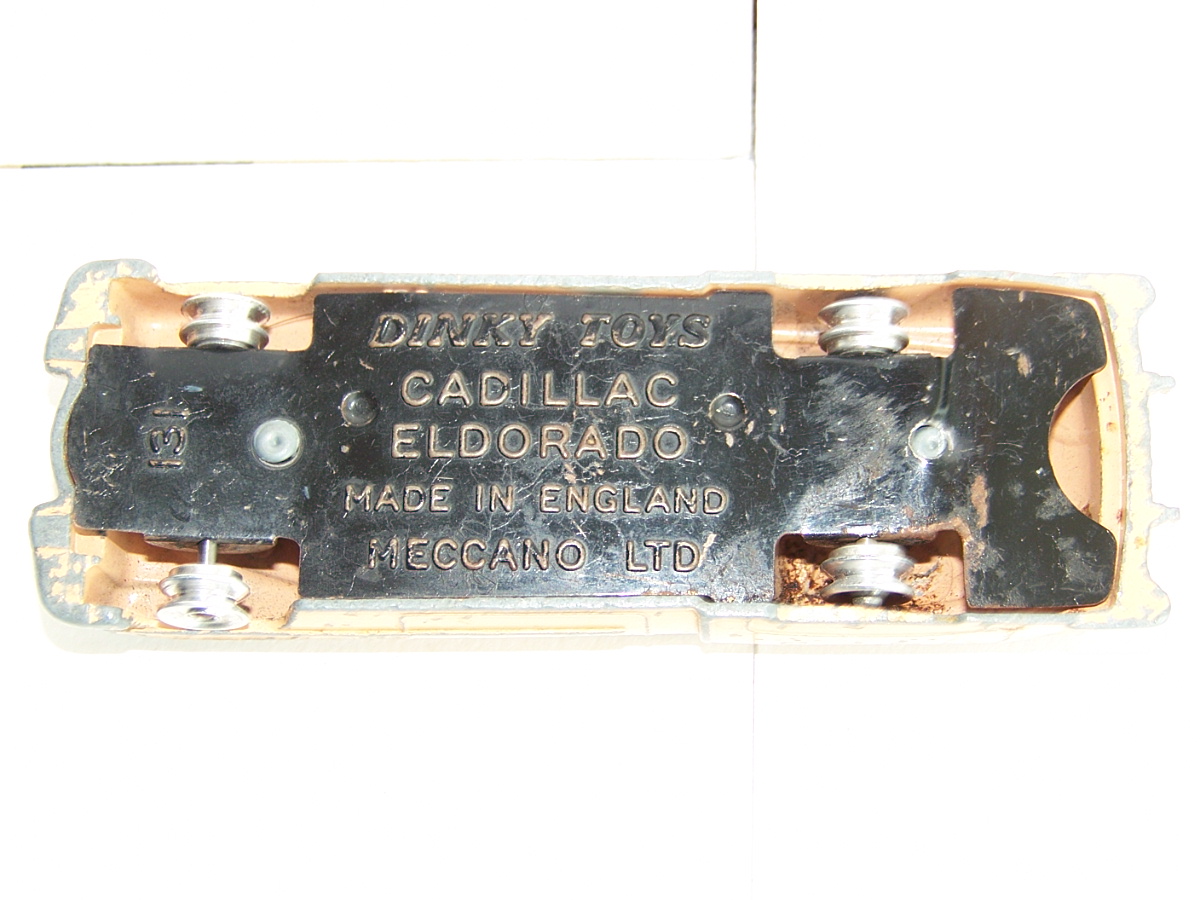 DINKY TOYS
CADILLAC
ELDORADO
MADE IN ENGLAND
MECCANO LTD
131